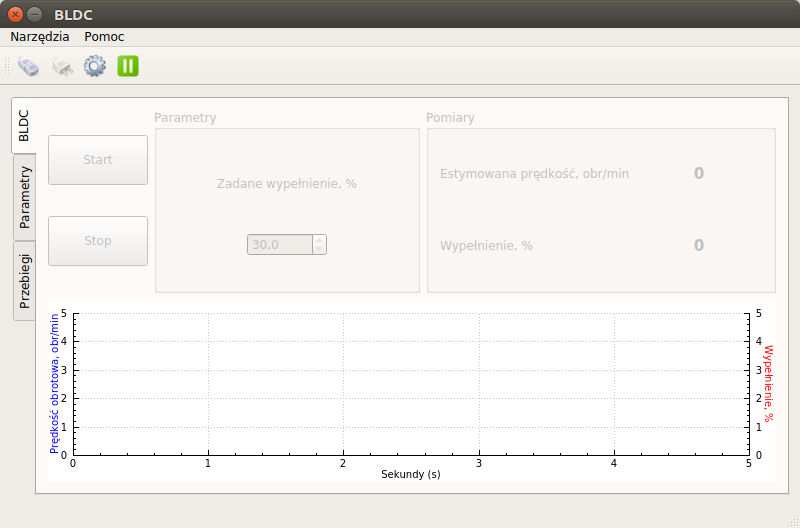 BLDC
Narzędzia Pomoc
BLDC
Parametry
Przebiegi
Start
Stop
Parametry
Zadane wypełnienie, %
30,0
Pomiary
Estymowana prędkość, obr/min 0
Wypełnienie, % 0
Prędkość obrotowa, obr/min
5
4
3
2
1
0
0 1 2 3 4 5
Sekundy (s)
5
4
3
2
1
0
Wypełnienie, %